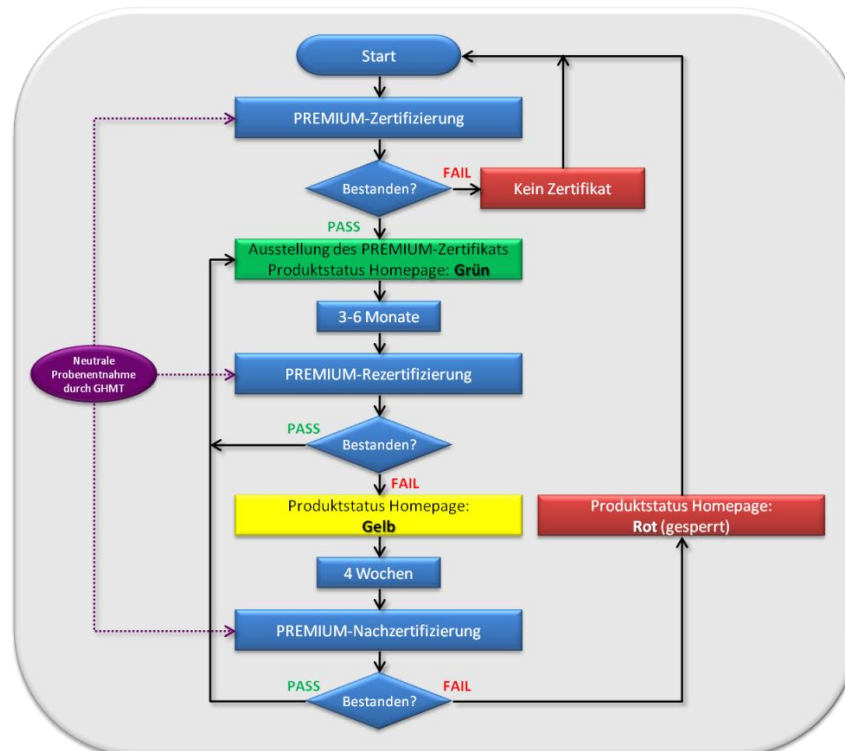 Start
PREMIUM-Zertifizierung
Bestanden?
FAIL
Kein Zertifikat
PASS
Ausstellung des PREMIUM-Zertifikats
Produktstatus Homepage: Grün
3-6 Monate
Neutrale
Probenentnahme
durch GHMT
PREMIUM-Rezertifizierung
PASS
Bestanden?
FAIL
Produktstatus Homepage:
Gelb
Produktstatus Homepage:
Rot (gesperrt)
4 Wochen
PREMIUM-Nachzertifizierung
PASS
Bestanden?
FAIL